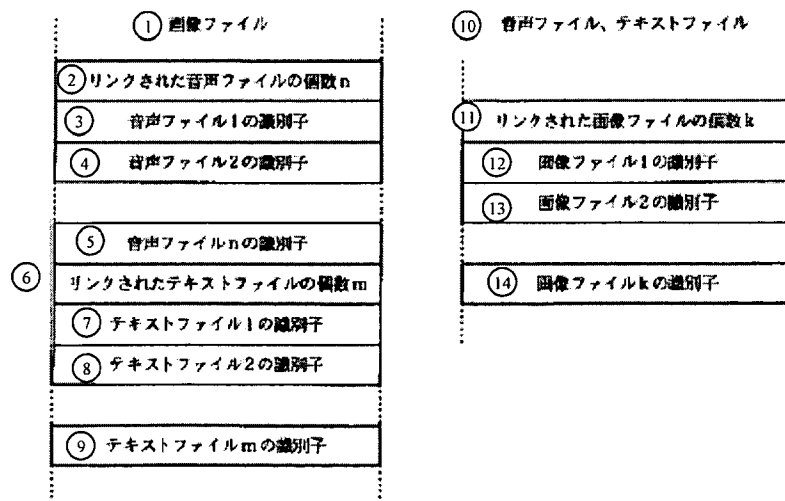 ① 画像ファイル
② リンクされた音声ファイルの個数n
③ 音声ファイル1の識別子
④ 音声ファイル2の識別子
⑤ 音声ファイルnの識別子
⑥ リンクされたテキストファイルの個数m
⑦ テキストファイル1の識別子
⑧ テキストファイル2の識別子
⑨ テキストファイルmの識別子
⑩ 音声ファイル、テキストファイル
⑪ リンクされた画像ファイルの個数k
⑫ 画像ファイル1の識別子
⑬ 画像ファイル2の識別子
⑭ 画像ファイルkの識別子